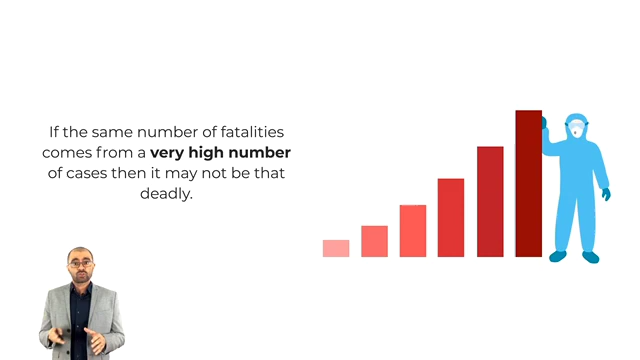 If the same number of fatalities
comes from a very high number
of cases then it may not be that
deadly.